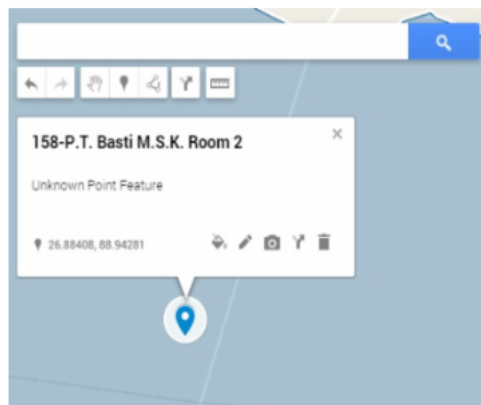 158-P.T. Basti M.S.K. Room 2
Unknown Point Feature
26.88408, 88.94281